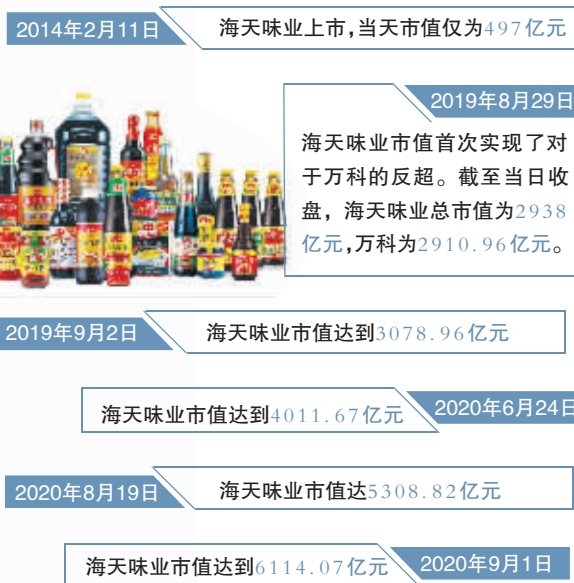 2014年2月11日
海天味业上市,当天市值仅为497亿元
2019年8月29日
海天味业市值首次实现了对
于万科的反超。截至当日收
盘，海天味业总市值为2938
亿元,万科为2910.96亿元。
2019年9月2日
海天味业市值达到3078.96亿元
海天味业市值达到4011.67亿元
2020年6月24日
2020年8月19日
海天味业市值达5308.82亿元
海天味业市值达到6114.07亿元
2020年9月1日